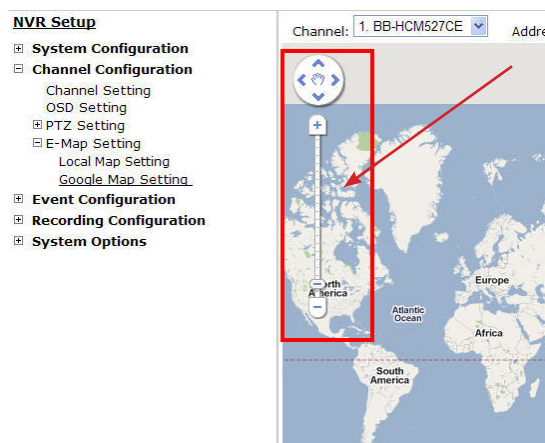 NVR Setup
System Configuration
Channel Configuration
Channel Setting
OSD Setting
PTZ Setting
E-Map Setting
Local Map Setting
Google Map Setting
Event Configuration
Recording Configuration
System Options
Channel: 1. BB-HCM527CE Addre
North
America
Europe
Atlantic
Ocean
Africa
South
America